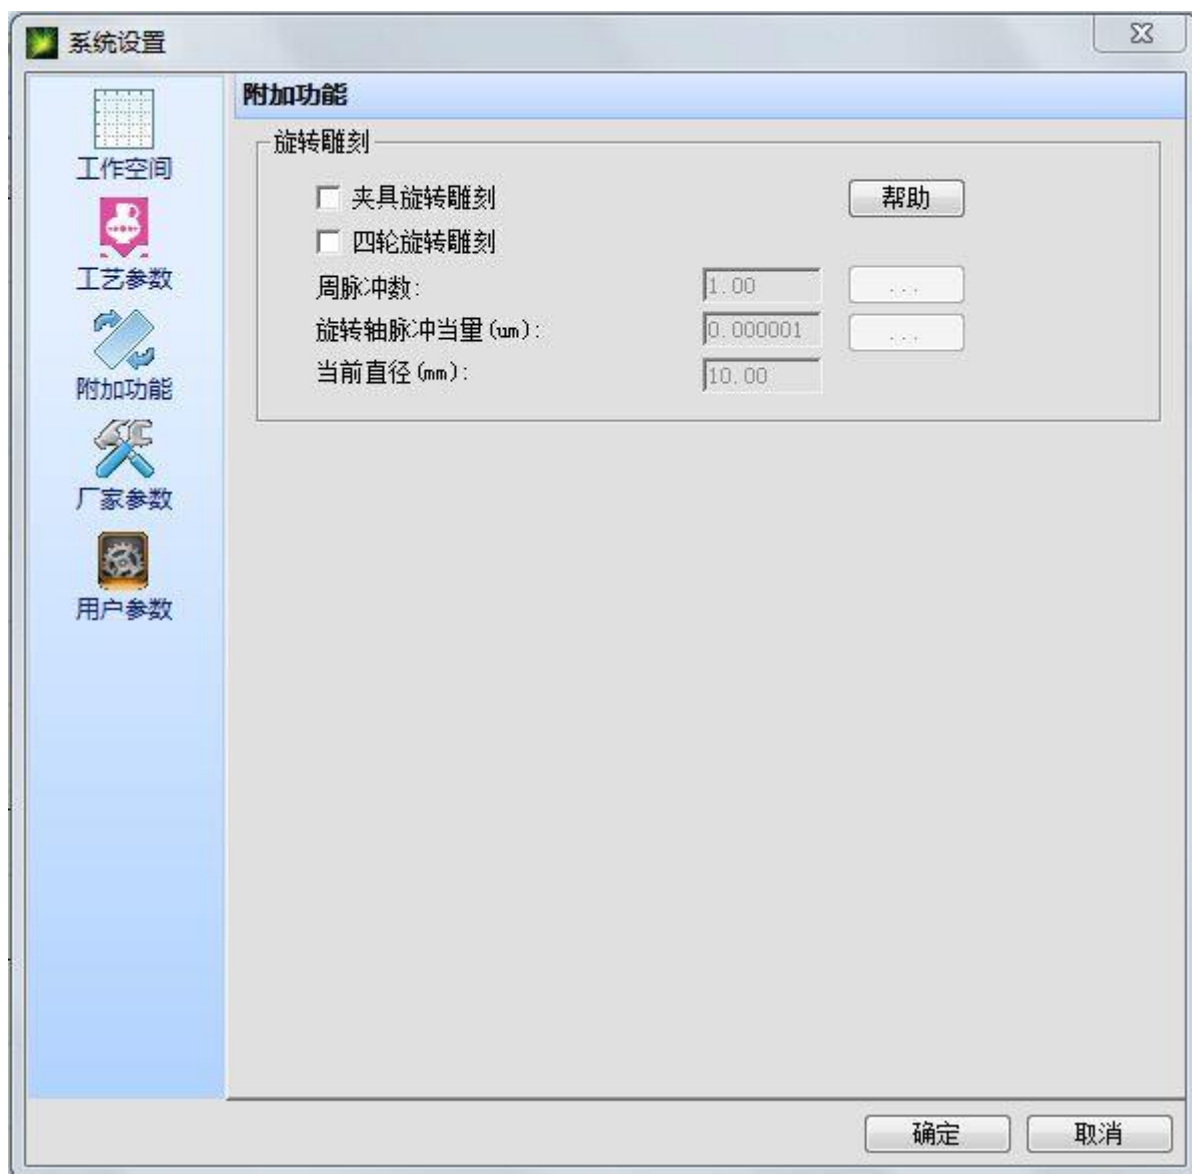 系统设置
工作空间
工艺参数
附加功能
厂家参数
用户参数
附加功能
旋转雕刻
夹具旋转雕刻
帮助
四轮旋转雕刻
周脉冲数: 1.00 ...
旋转轴脉冲当量(um): 0.000001 ...
当前直径(mm): 10.00
确定 取消